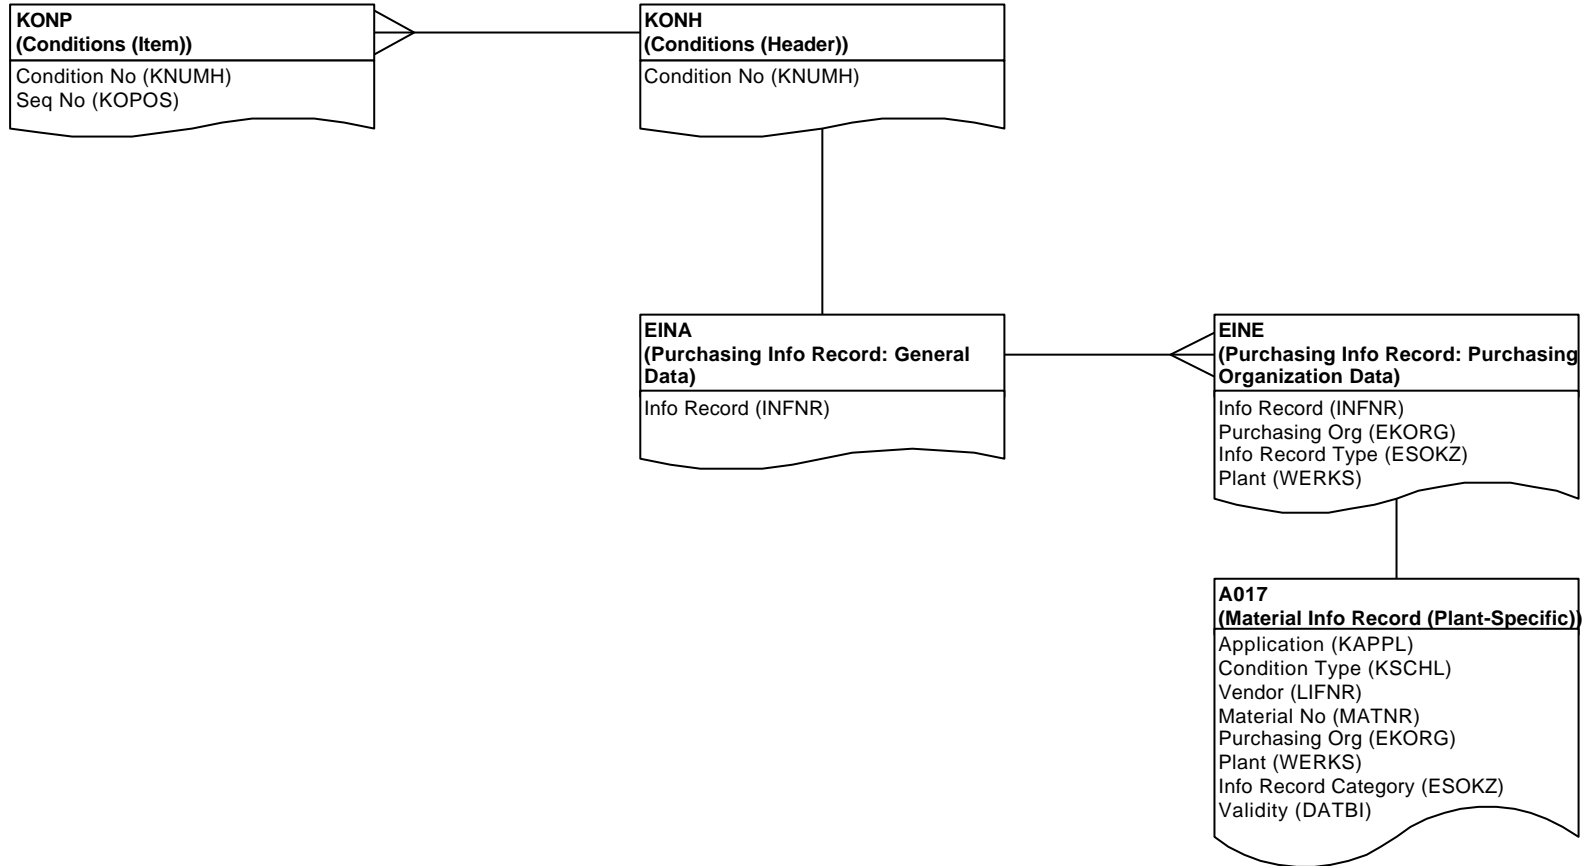 KONP
(Conditions (Item))
Condition No (KNUMH)
Seq No (KOPOS)
KONH
(Conditions (Header))
Condition No (KNUMH)
EINA
(Purchasing Info Record: General
Data)
Info Record (INFNR)
EINE
(Purchasing Info Record: Purchasing
Organization Data)
Info Record (INFNR)
Purchasing Org (EKORG)
Info Record Type (ESOKZ)
Plant (WERKS)
A017
(Material Info Record (Plant-Specific))
Application (KAPPL)
Condition Type (KSCHL)
Vendor (LIFNR)
Material No (MATNR)
Purchasing Org (EKORG)
Plant (WERKS)
Info Record Category (ESOKZ)
Validity (DATBI)